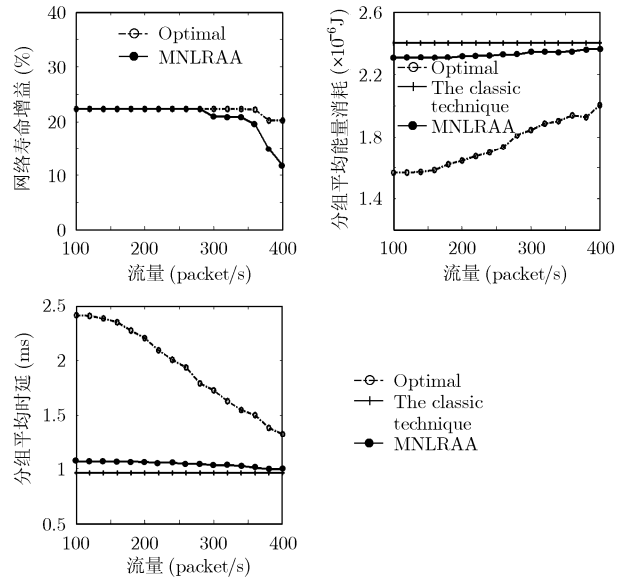 40
30
20
10
0
网络寿命增益 (%)
Optimal
MNLRAA
100 200 300 400
流量 (packet/s)
2.6
2.2
1.8
1.4
分组平均能量消耗 (×10⁻⁶J)
Optimal
The classic
technique
MNLRAA
100 200 300 400
流量 (packet/s)
2.5
2
1.5
1
0.5
分组平均时延 (ms)
100 200 300 400
流量 (packet/s)
Optimal
The classic
technique
MNLRAA